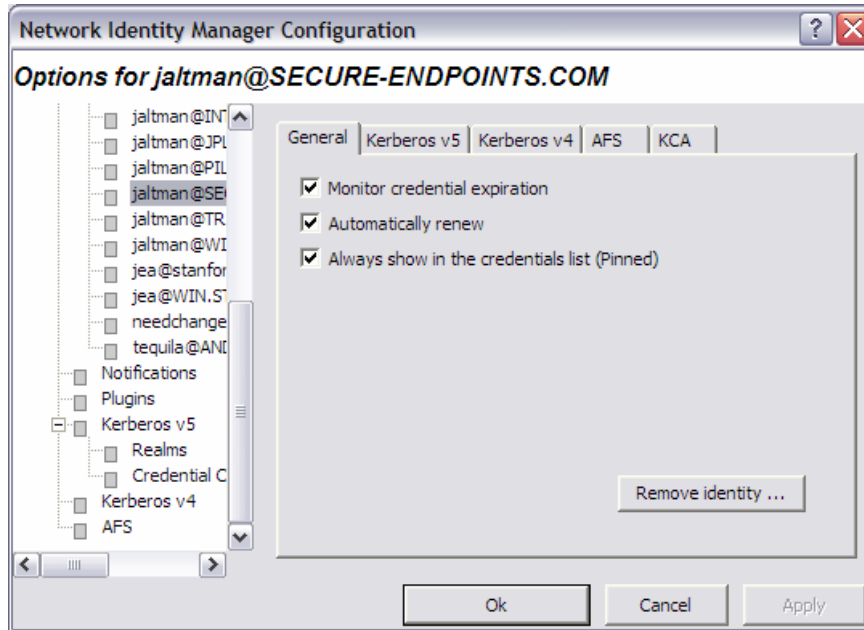 Network Identity Manager Configuration
?
Options for jaltman@SECURE-ENDPOINTS.COM
jaltman@IN
jaltman@JPL
jaltman@PIL
jaltman@SE
jaltman@TR
jaltman@WI
jea@stanfor
jea@WIN.ST
needchange
tequila@AND
Notifications
Plugins
Kerberos v5
Realms
Credential C
Kerberos v4
AFS
General Kerberos v5 Kerberos v4 AFS KCA
Monitor credential expiration
Automatically renew
Always show in the credentials list (Pinned)
Remove identity ...
Ok Cancel Apply